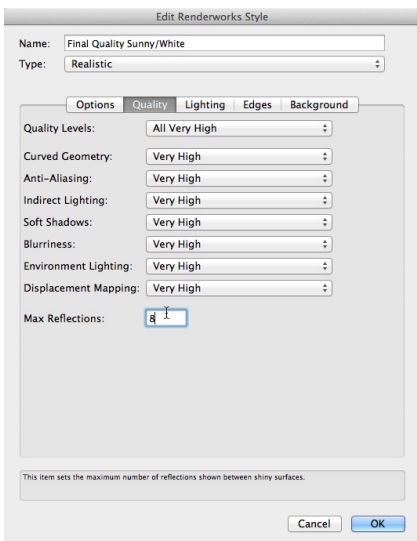 Edit Renderworks Style
Name: Final Quality Sunny/White
Type: Realistic
Options Quality Lighting Edges Background
Quality Levels: All Very High
Curved Geometry: Very High
Anti-Aliasing: Very High
Indirect Lighting: Very High
Soft Shadows: Very High
Blurriness: Very High
Environment Lighting: Very High
Displacement Mapping: Very High
Max Reflections: 8
This item sets the maximum number of reflections shown between shiny surfaces.
Cancel OK